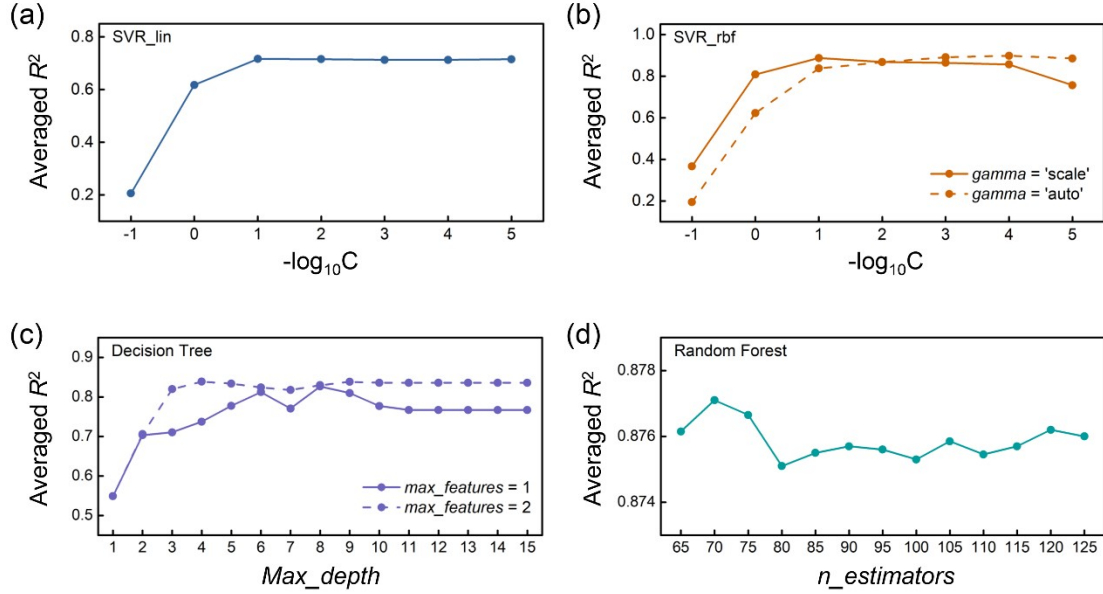 (a)
SVR_lin
0.8
0.6
0.4
0.2
Averaged R²
-1 0 1 2 3 4 5
-log₁₀C
(b)
SVR_rbf
1.0
0.8
0.6
0.4
0.2
Averaged R²
gamma = 'scale'
gamma = 'auto'
-1 0 1 2 3 4 5
-log₁₀C
(c)
Decision Tree
0.9
0.8
0.7
0.6
0.5
Averaged R²
max_features = 1
max_features = 2
1 2 3 4 5 6 7 8 9 10 11 12 13 14 15
Max_depth
(d)
Random Forest
0.878
0.876
0.874
Averaged R²
65 70 75 80 85 90 95 100 105 110 115 120 125
n_estimators